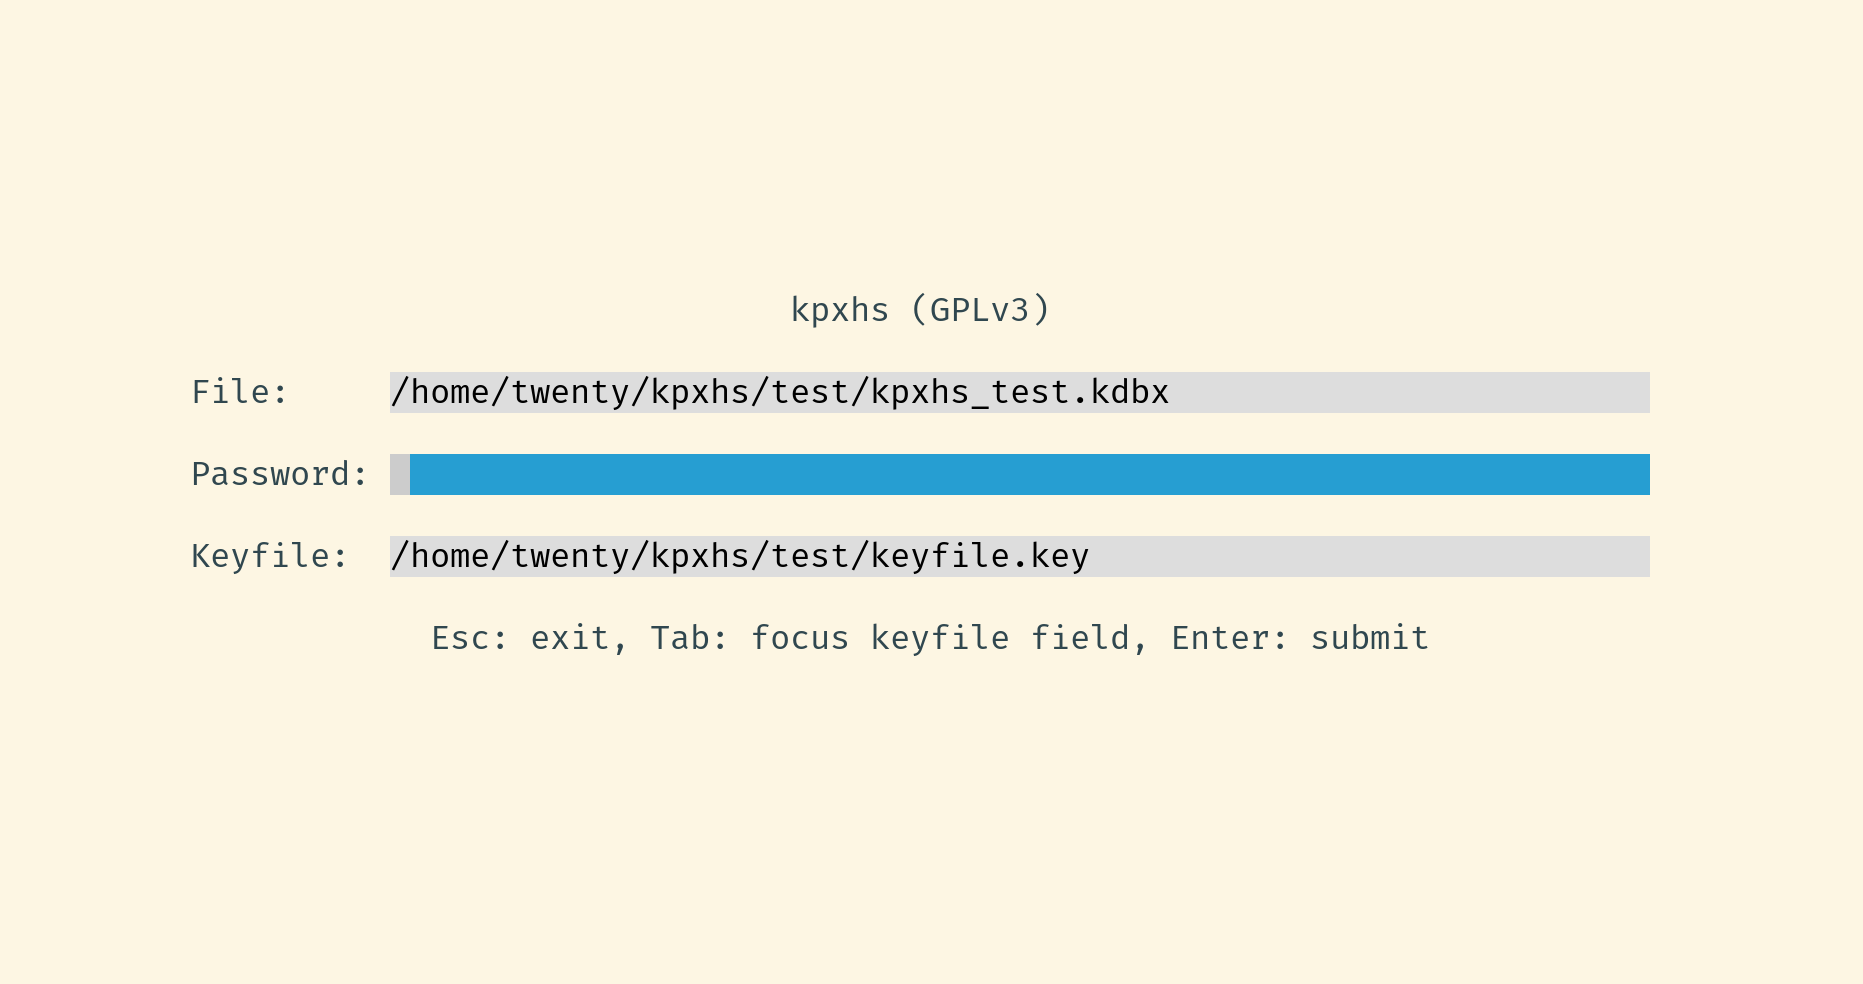 kpxhs (GPLv3)
File: /home/twenty/kpxhs/test/kpxhs_test.kdbx
Password:
Keyfile: /home/twenty/kpxhs/test/keyfile.key
Esc: exit, Tab: focus keyfile field, Enter: submit